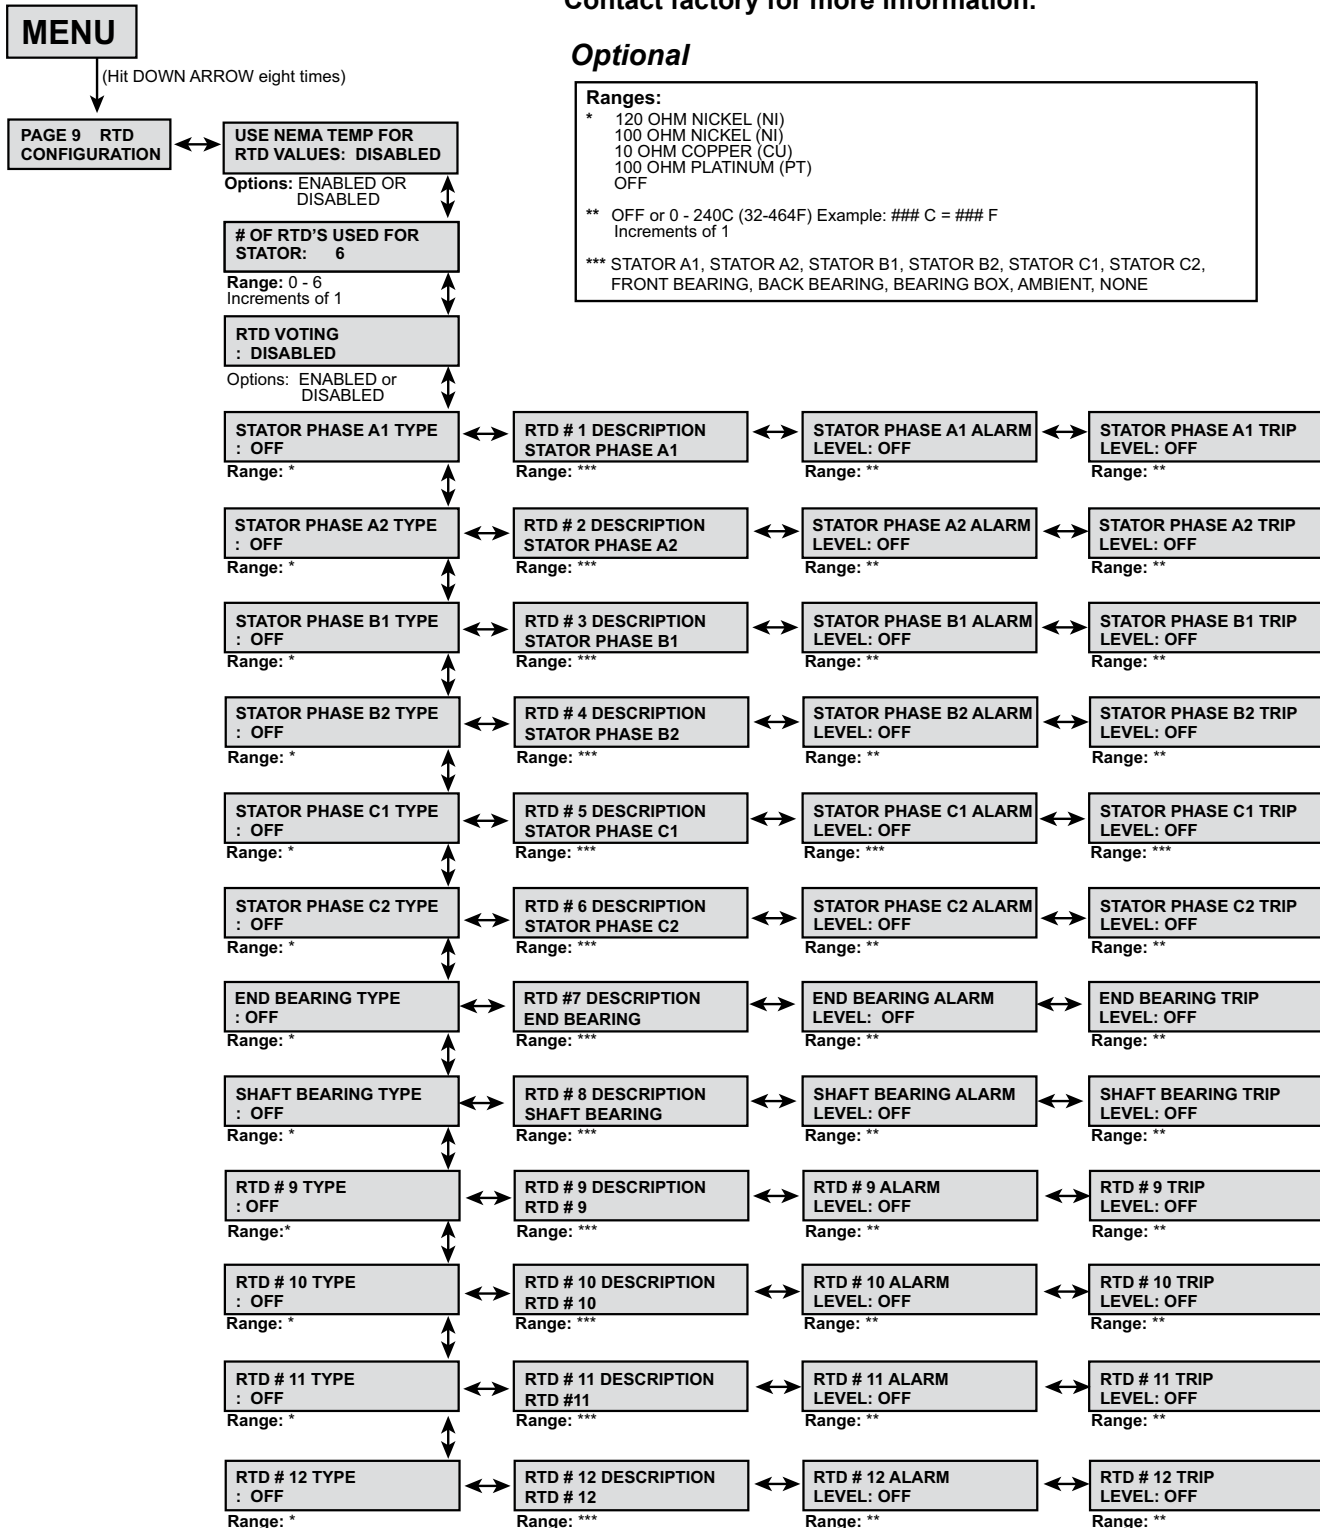 Contact factory for more information.
MENU
Optional
(Hit DOWN ARROW eight times)
Ranges:
* 120 OHM NICKEL (NI)
100 OHM NICKEL (NI)
10 OHM COPPER (CU)
100 OHM PLATINUM (PT)
OFF
** OFF or 0 - 240C (32-464F) Example: ### C = ### F
Increments of 1
*** STATOR A1, STATOR A2, STATOR B1, STATOR B2, STATOR C1, STATOR C2,
FRONT BEARING, BACK BEARING, BEARING BOX, AMBIENT, NONE
PAGE 9 RTD
CONFIGURATION
USE NEMA TEMP FOR
RTD VALUES: DISABLED
Options: ENABLED OR
DISABLED
# OF RTD'S USED FOR
STATOR: 6
Range: 0 - 6
Increments of 1
RTD VOTING
: DISABLED
Options: ENABLED or
DISABLED
STATOR PHASE A1 TYPE
: OFF
Range: *
RTD # 1 DESCRIPTION
STATOR PHASE A1
Range: ***
STATOR PHASE A1 ALARM
LEVEL: OFF
Range: **
STATOR PHASE A1 TRIP
LEVEL: OFF
Range: **
STATOR PHASE A2 TYPE
: OFF
Range: *
RTD # 2 DESCRIPTION
STATOR PHASE A2
Range: ***
STATOR PHASE A2 ALARM
LEVEL: OFF
Range: **
STATOR PHASE A2 TRIP
LEVEL: OFF
Range: **
STATOR PHASE B1 TYPE
: OFF
Range: *
RTD # 3 DESCRIPTION
STATOR PHASE B1
Range: ***
STATOR PHASE B1 ALARM
LEVEL: OFF
Range: **
STATOR PHASE B1 TRIP
LEVEL: OFF
Range: **
STATOR PHASE B2 TYPE
: OFF
Range: *
RTD # 4 DESCRIPTION
STATOR PHASE B2
Range: ***
STATOR PHASE B2 ALARM
LEVEL: OFF
Range: **
STATOR PHASE B2 TRIP
LEVEL: OFF
Range: **
STATOR PHASE C1 TYPE
: OFF
Range: *
RTD # 5 DESCRIPTION
STATOR PHASE C1
Range: ***
STATOR PHASE C1 ALARM
LEVEL: OFF
Range: ***
STATOR PHASE C1 TRIP
LEVEL: OFF
Range: ***
STATOR PHASE C2 TYPE
: OFF
Range: *
RTD # 6 DESCRIPTION
STATOR PHASE C2
Range: ***
STATOR PHASE C2 ALARM
LEVEL: OFF
Range: **
STATOR PHASE C2 TRIP
LEVEL: OFF
Range: **
END BEARING TYPE
: OFF
Range: *
RTD #7 DESCRIPTION
END BEARING
Range: ***
END BEARING ALARM
LEVEL: OFF
Range: **
END BEARING TRIP
LEVEL: OFF
Range: **
SHAFT BEARING TYPE
: OFF
Range: *
RTD # 8 DESCRIPTION
SHAFT BEARING
Range: ***
SHAFT BEARING ALARM
LEVEL: OFF
Range: **
SHAFT BEARING TRIP
LEVEL: OFF
Range: **
RTD # 9 TYPE
: OFF
Range:*
RTD # 9 DESCRIPTION
RTD # 9
Range: ***
RTD # 9 ALARM
LEVEL: OFF
Range: **
RTD # 9 TRIP
LEVEL: OFF
Range: **
RTD # 10 TYPE
: OFF
Range: *
RTD # 10 DESCRIPTION
RTD # 10
Range: ***
RTD # 10 ALARM
LEVEL: OFF
Range: **
RTD # 10 TRIP
LEVEL: OFF
Range: **
RTD # 11 TYPE
: OFF
Range: *
RTD # 11 DESCRIPTION
RTD #11
Range: ***
RTD # 11 ALARM
LEVEL: OFF
Range: **
RTD # 11 TRIP
LEVEL: OFF
Range: **
RTD # 12 TYPE
: OFF
Range: *
RTD # 12 DESCRIPTION
RTD # 12
Range: ***
RTD # 12 ALARM
LEVEL: OFF
Range: **
RTD # 12 TRIP
LEVEL: OFF
Range: **